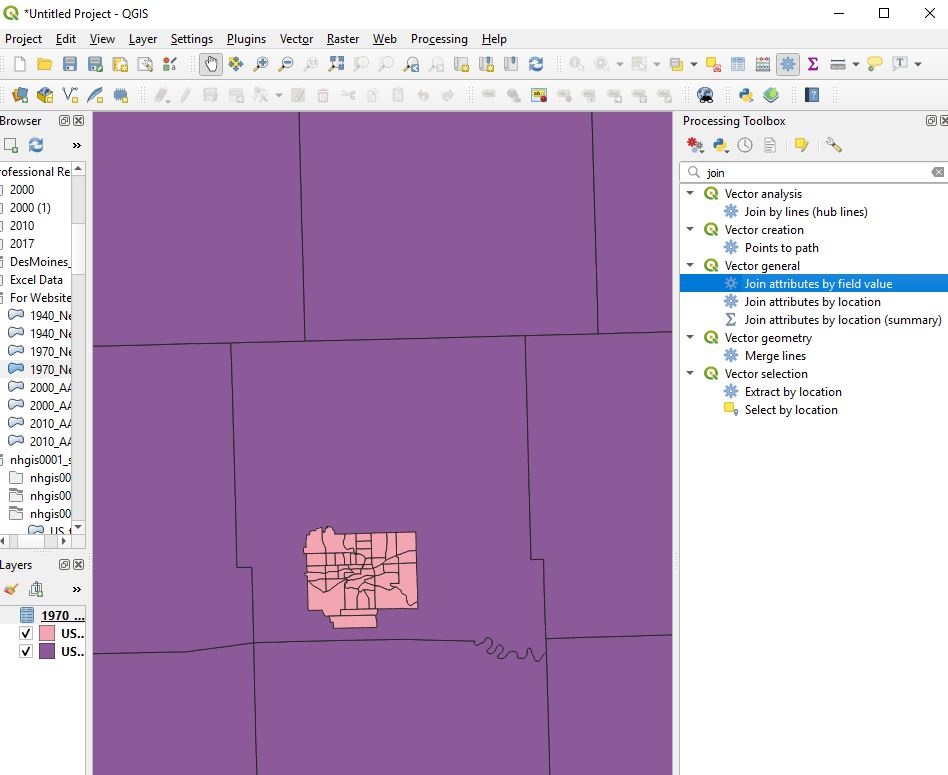 *Untitled Project - QGIS
Project Edit View Layer Settings Plugins Vector Raster Web Processing Help
Browser
»
rofessional Re
2000
2000 (1)
2010
2017
DesMoines_
Excel Data
For Website
1940_Ne
1940_Ne
1970_Ne
1970_Ne
2000_AA
2000_AA
2010_AA
2010_AA
nhgis0001_s
nhgis00
nhgis00
nhgis00
US_t
Layers
»
1970_...
US..
US..
Processing Toolbox
join
Vector analysis
Join by lines (hub lines)
Vector creation
Points to path
Vector general
Join attributes by field value
Join attributes by location
Join attributes by location (summary)
Vector geometry
Merge lines
Vector selection
Extract by location
Select by location